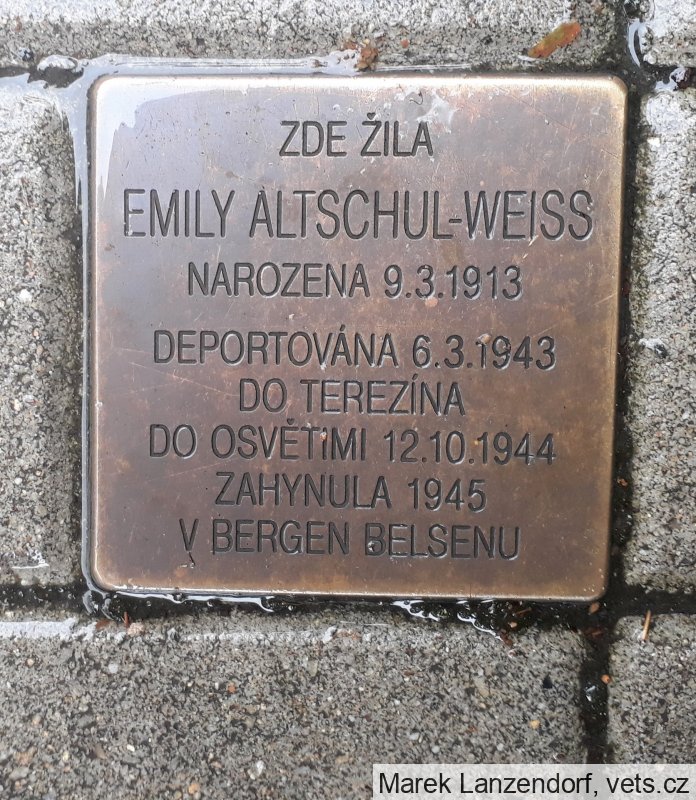 ZDE ŽILA
EMILY ALTSCHUL-WEISS
NAROZENA 9.3.1913
DEPORTOVÁNA 6.3.1943
DO TEREZÍNA
DO OSVĚTIMI 12.10.1944
ZAHYNULA 1945
V BERGEN BELSENU
Marek Lanzendorf, vets.cz